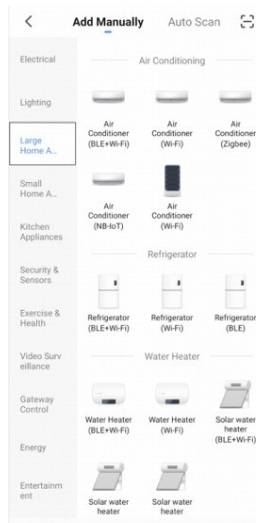 Add Manually
Auto Scan
Electrical
Lighting
Large
Home A...
Small
Home A...
Kitchen
Appliances
Security &
Sensors
Exercise &
Health
Video Surv
eillance
Gateway
Control
Energy
Entertainm
ent
Air Conditioning
Air
Conditioner
(BLE+Wi-Fi)
Air
Conditioner
(Wi-Fi)
Air
Conditioner
(Zigbee)
Air
Conditioner
(NB-IoT)
Air
Conditioner
(Wi-Fi)
Refrigerator
Refrigerator
(BLE+Wi-Fi)
Refrigerator
(Wi-Fi)
Refrigerator
(BLE)
Water Heater
Water Heater
(BLE+Wi-Fi)
Water Heater
(Wi-Fi)
Solar water
heater
(BLE+Wi-Fi)
Solar water
heater
Solar water
heater